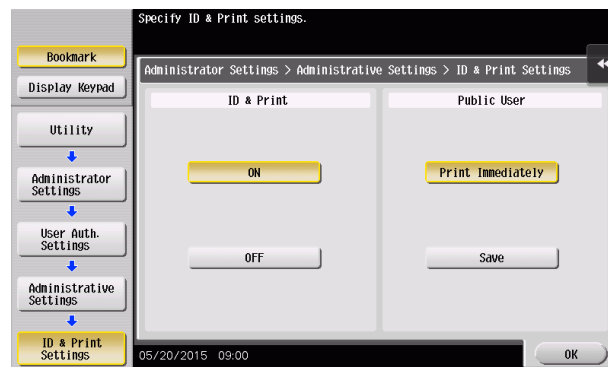 Specify ID & Print settings.
Bookmark
Display Keypad
Utility
Administrator
Settings
User Auth.
Settings
Administrative
Settings
ID & Print
Settings
Administrator Settings > Administrative Settings > ID & Print Settings
ID & Print
Public User
ON
Print Immediately
OFF
Save
05/20/2015 09:00
OK